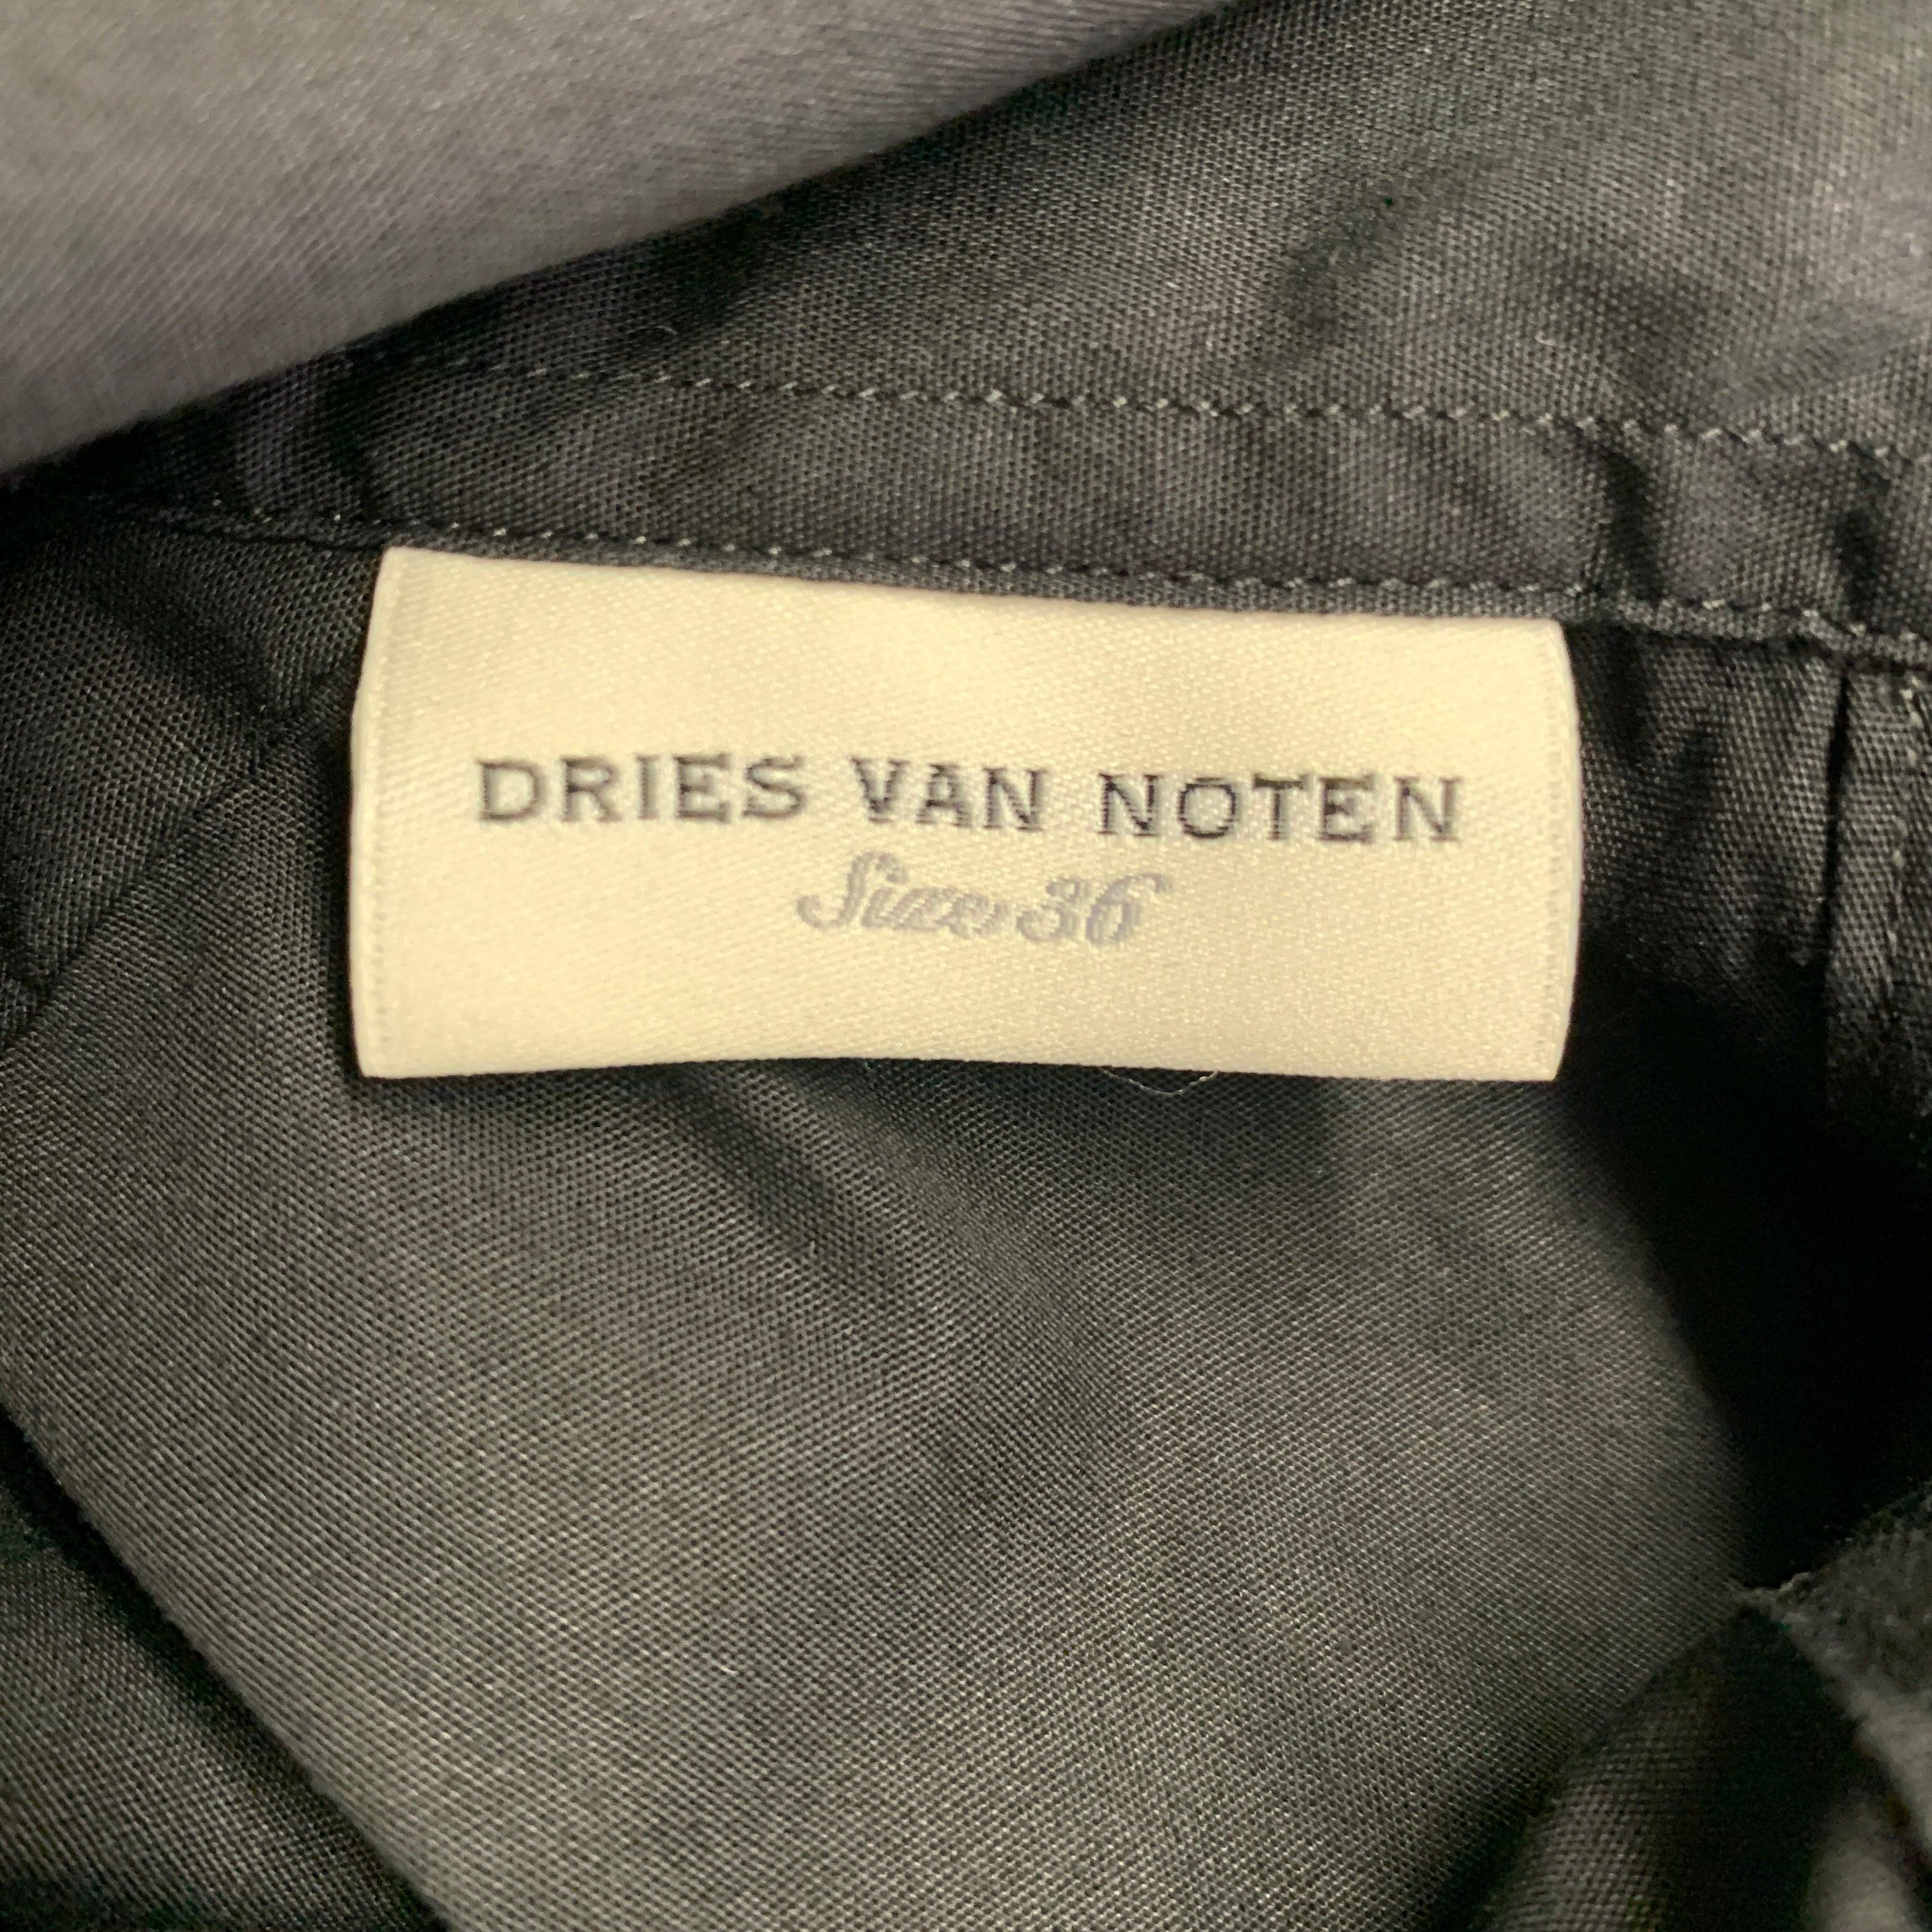 DRIES VAN NOTEN
Size 36